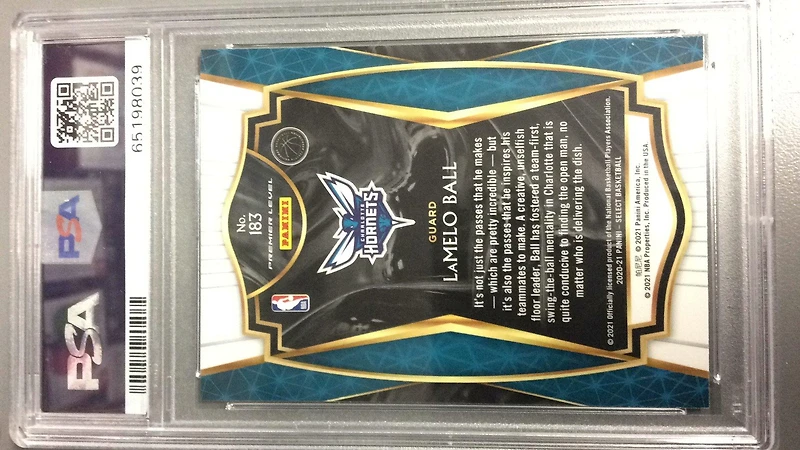 65198039
PSA
PSA
No.
183
PREMIER LEVEL
PANINI
CHARLOTTE
HORNETS
GUARD
LAMELO BALL
It's not just the passes that he makes
— which are pretty incredible — but
it's also the passes that he inspires his
teammates to make. A creative, unselfish
floor leader, Ball has fostered a team-first,
swing-the-ball mentality in Charlotte that is
quite conducive to finding the open man, no
matter who is delivering the dish.
© 2021 Officially licensed product of the National Basketball Players Association.
2020-21 PANINI – SELECT BASKETBALL
帕尼尼 © 2021 Panini America, Inc.
© 2021 NBA Properties, Inc. Produced in the USA.